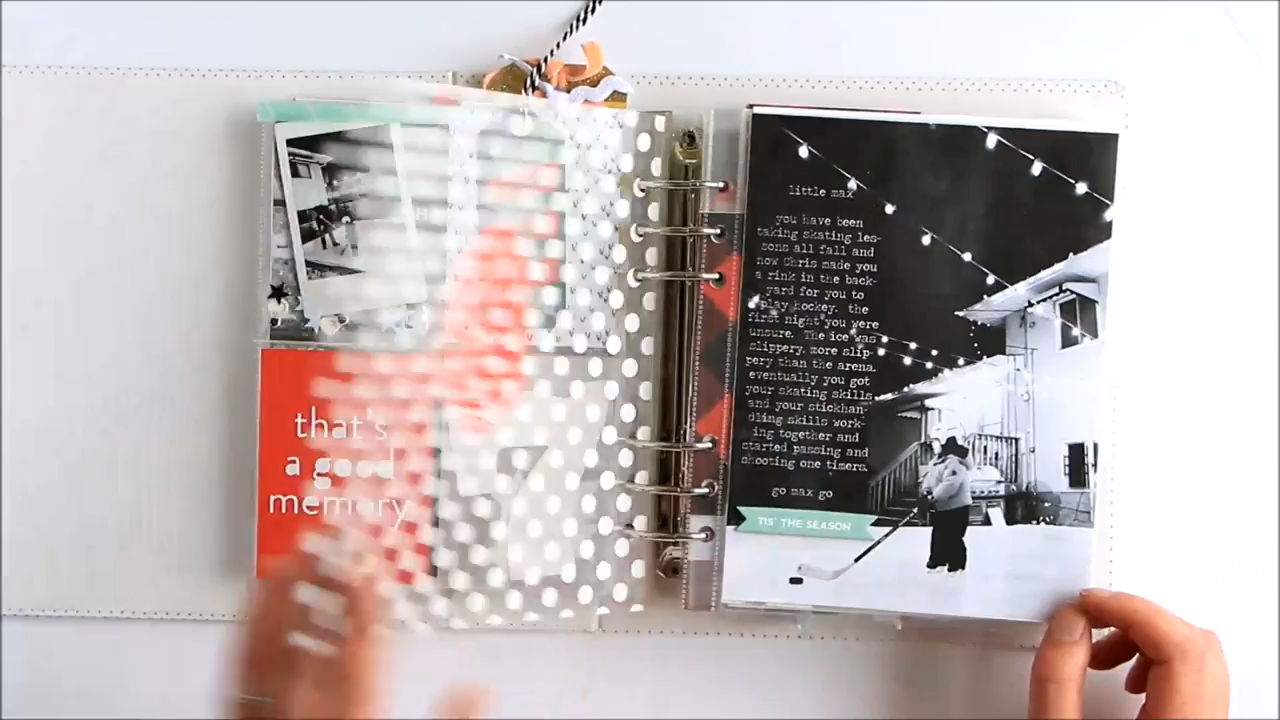 that's
a good
memory
little max
you have been
taking skating les-
sons all fall and
now Chris made you
a rink in the back-
yard for you to
play hockey. the
first night you were
unsure. The ice was
slippery, more slip-
pery than the arena.
eventually you got
your skating skills
and your stickhan-
dling skills work-
ing together and
started passing and
shooting one timers.
go max go
TIS' THE SEASON